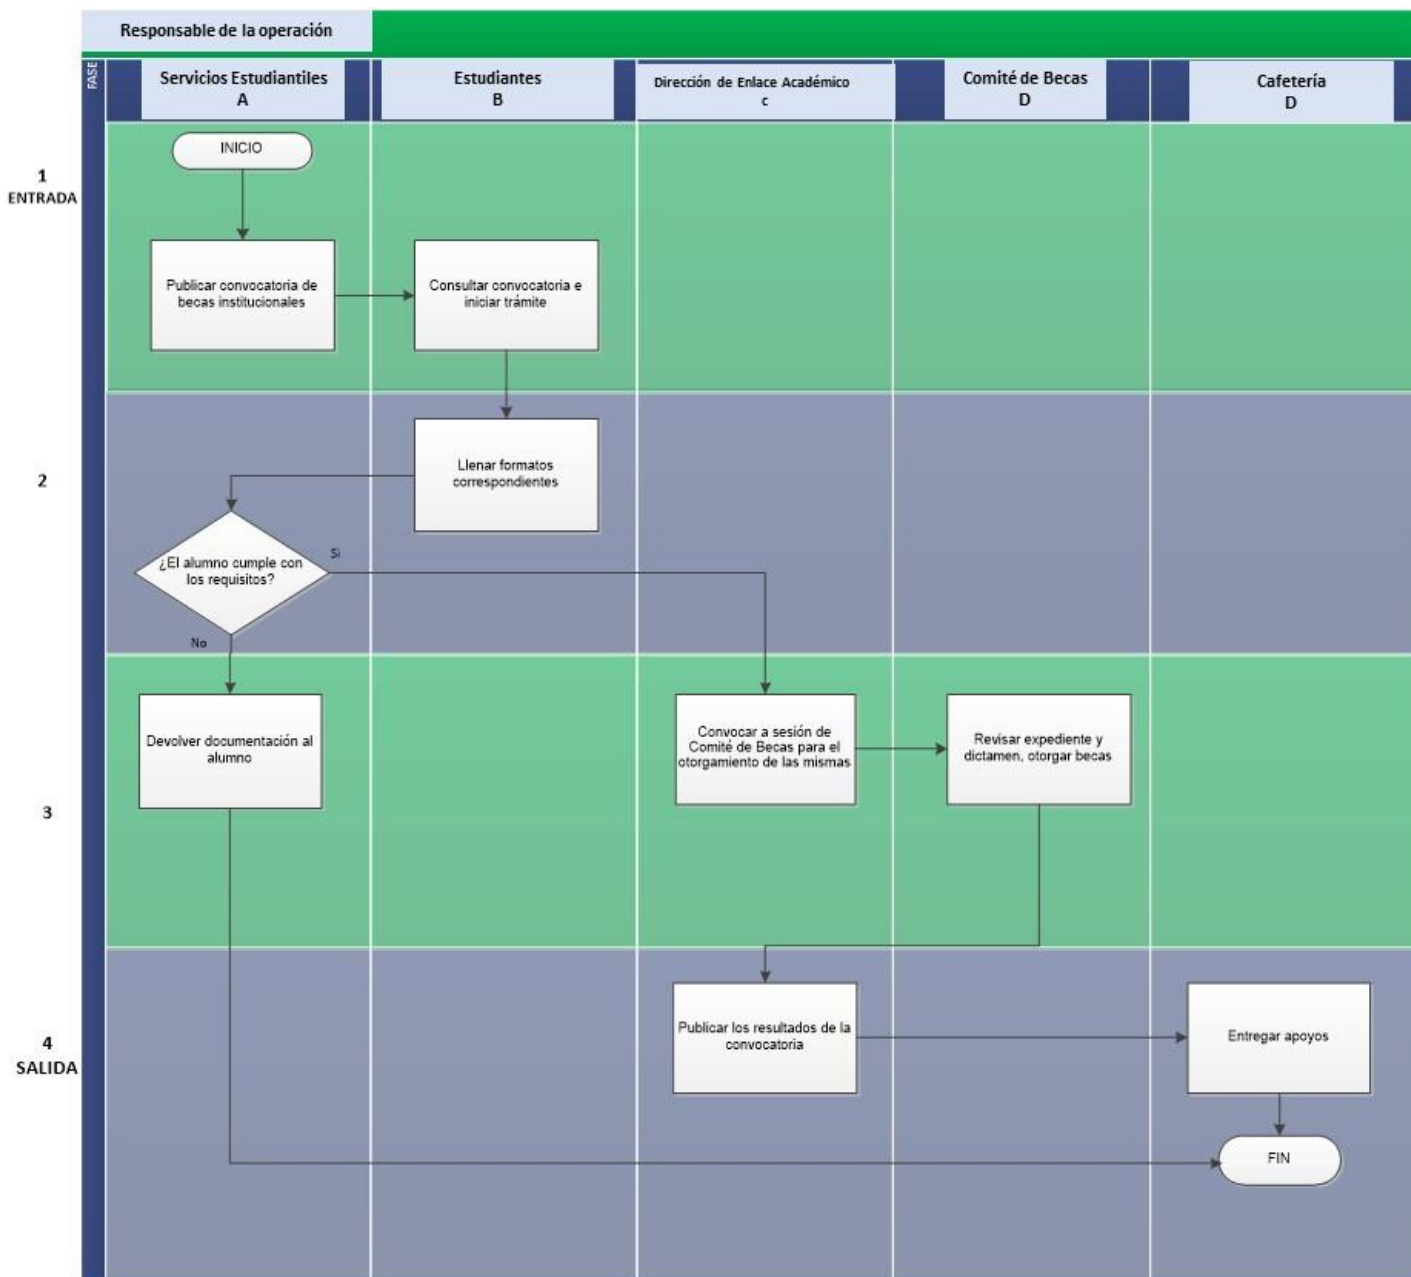 Responsable de la operación
FASE
Servicios Estudiantiles
A
Estudiantes
B
Dirección de Enlace Académico
c
Comité de Becas
D
Cafetería
D
1
ENTRADA
INICIO
Publicar convocatoria de
becas institucionales
Consultar convocatoria e
iniciar trámite
2
Llenar formatos
correspondientes
¿El alumno cumple con
los requisitos?
Si
No
3
Devolver documentación al
alumno
Convocar a sesión de
Comité de Becas para el
otorgamiento de las mismas
Revisar expediente y
dictamen, otorgar becas
4
SALIDA
Publicar los resultados de la
convocatoria
Entregar apoyos
FIN